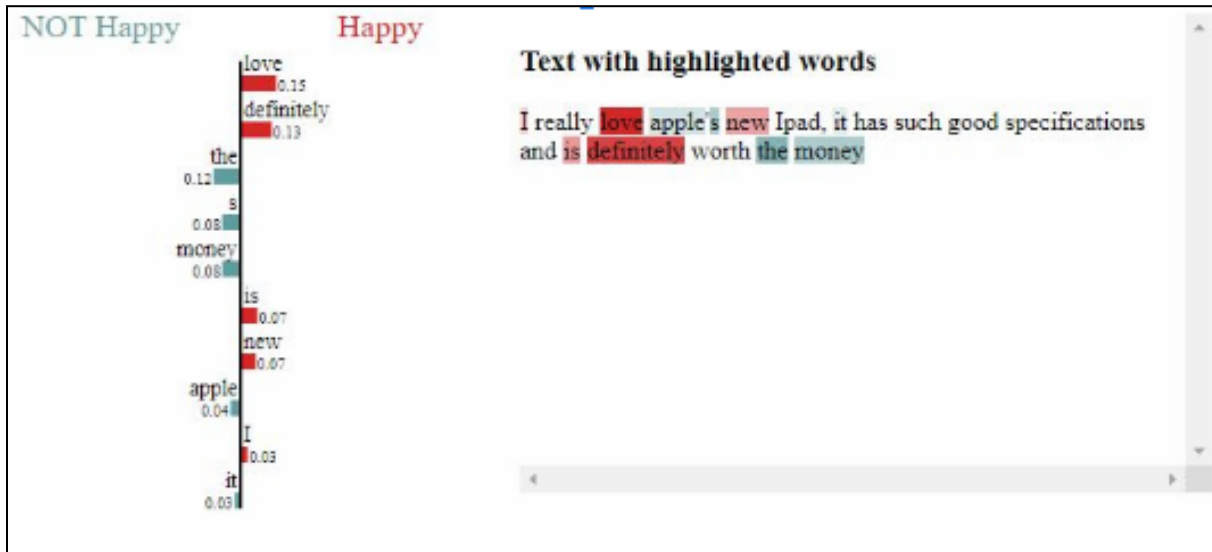 NOT Happy
Happy
love
0.15
definitely
0.13
the
0.12
s
0.08
money
0.08
is
0.07
new
0.07
apple
0.04
I
0.03
it
0.03
Text with highlighted words
I really love apple's new Ipad, it has such good specifications
and is definitely worth the money